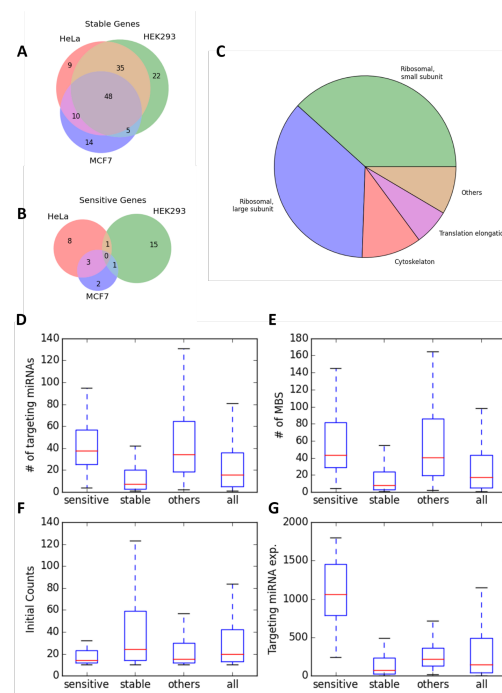 A
Stable Genes
HeLa
HEK293
9
35
22
48
10
5
14
MCF7
B
Sensitive Genes
HeLa
HEK293
8
1
15
0
3
1
2
MCF7
C
Ribosomal,
small subunit
Ribosomal,
large subunit
Others
Translation elongation
Cytoskelaton
D
# of targeting miRNAs
140
120
100
80
60
40
20
0
sensitive stable others all
E
# of MBS
180
160
140
120
100
80
60
40
20
0
sensitive stable others all
F
Initial Counts
140
120
100
80
60
40
20
0
sensitive stable others all
G
Targeting miRNA exp.
2000
1500
1000
500
0
sensitive stable others all